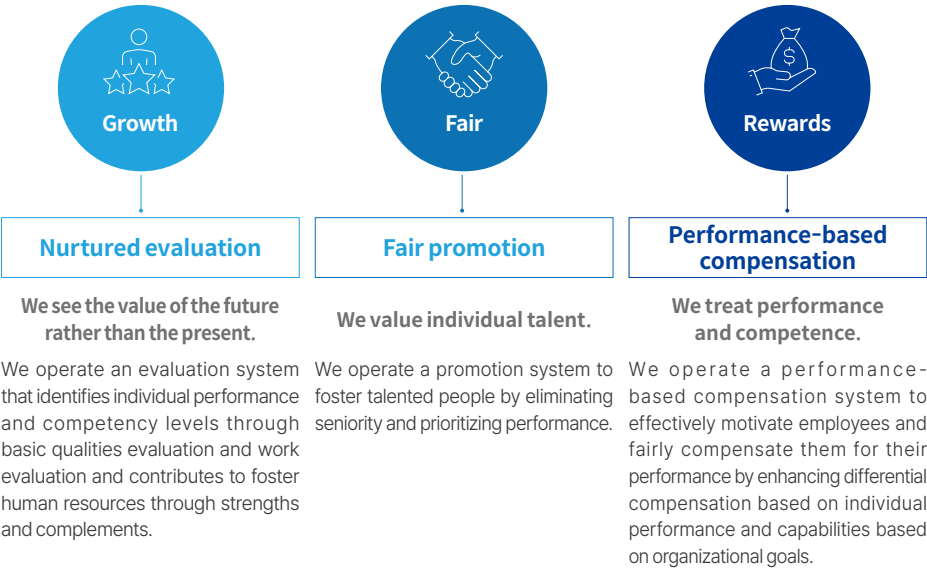 Growth
Nurtured evaluation
We see the value of the future
rather than the present.
We operate an evaluation system
that identifies individual performance
and competency levels through
basic qualities evaluation and work
evaluation and contributes to foster
human resources through strengths
and complements.
Fair
Fair promotion
We value individual talent.
We operate a promotion system to
foster talented people by eliminating
seniority and prioritizing performance.
$
Rewards
Performance-based
compensation
We treat performance
and competence.
We operate a performance-
based compensation system to
effectively motivate employees and
fairly compensate them for their
performance by enhancing differential
compensation based on individual
performance and capabilities based
on organizational goals.